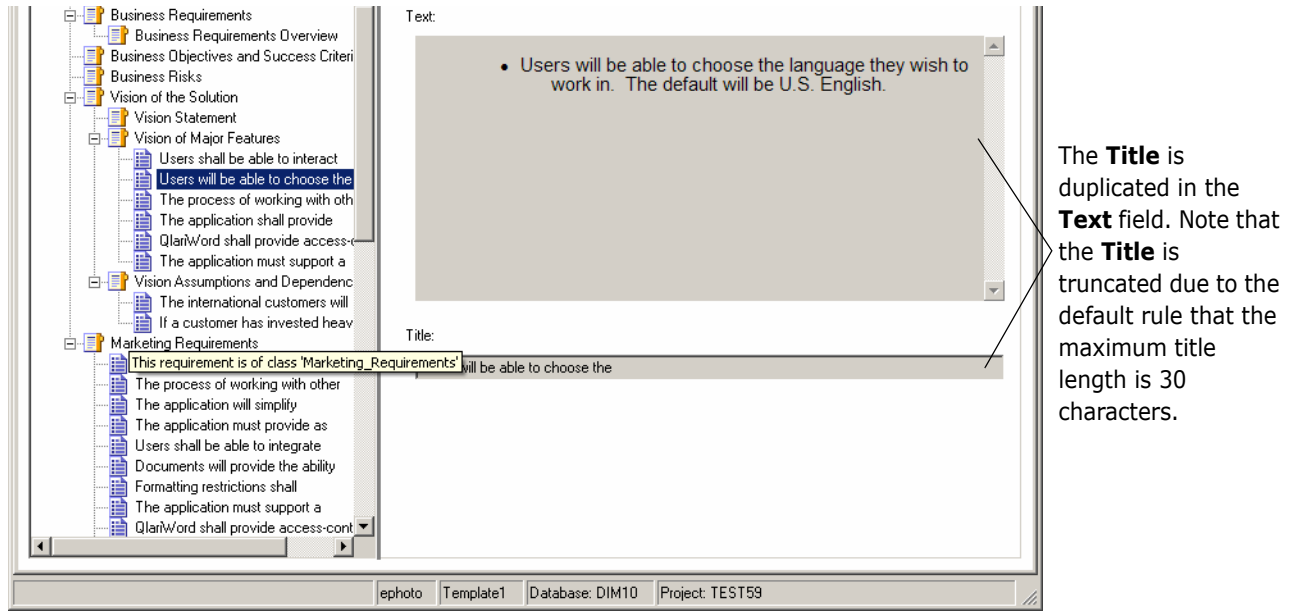 Business Requirements
Business Requirements Overview
Business Objectives and Success Criteri
Business Risks
Vision of the Solution
Vision Statement
Vision of Major Features
Users shall be able to interact
Users will be able to choose the
The process of working with oth
The application shall provide
QlariWord shall provide access-c
The application must support a
Vision Assumptions and Dependenc
The international customers will
If a customer has invested heav
Marketing Requirements
This requirement is of class 'Marketing_Requirements'
The process of working with other
The application will simplify
The application must provide as
Users shall be able to integrate
Documents will provide the ability
Formatting restrictions shall
The application must support a
QlariWord shall provide access-cont
Text:
• Users will be able to choose the language they wish to
work in. The default will be U.S. English.
Title:
will be able to choose the
The Title is
duplicated in the
Text field. Note that
the Title is
truncated due to the
default rule that the
maximum title
length is 30
characters.
ephoto Template1 Database: DIM10 Project: TEST59